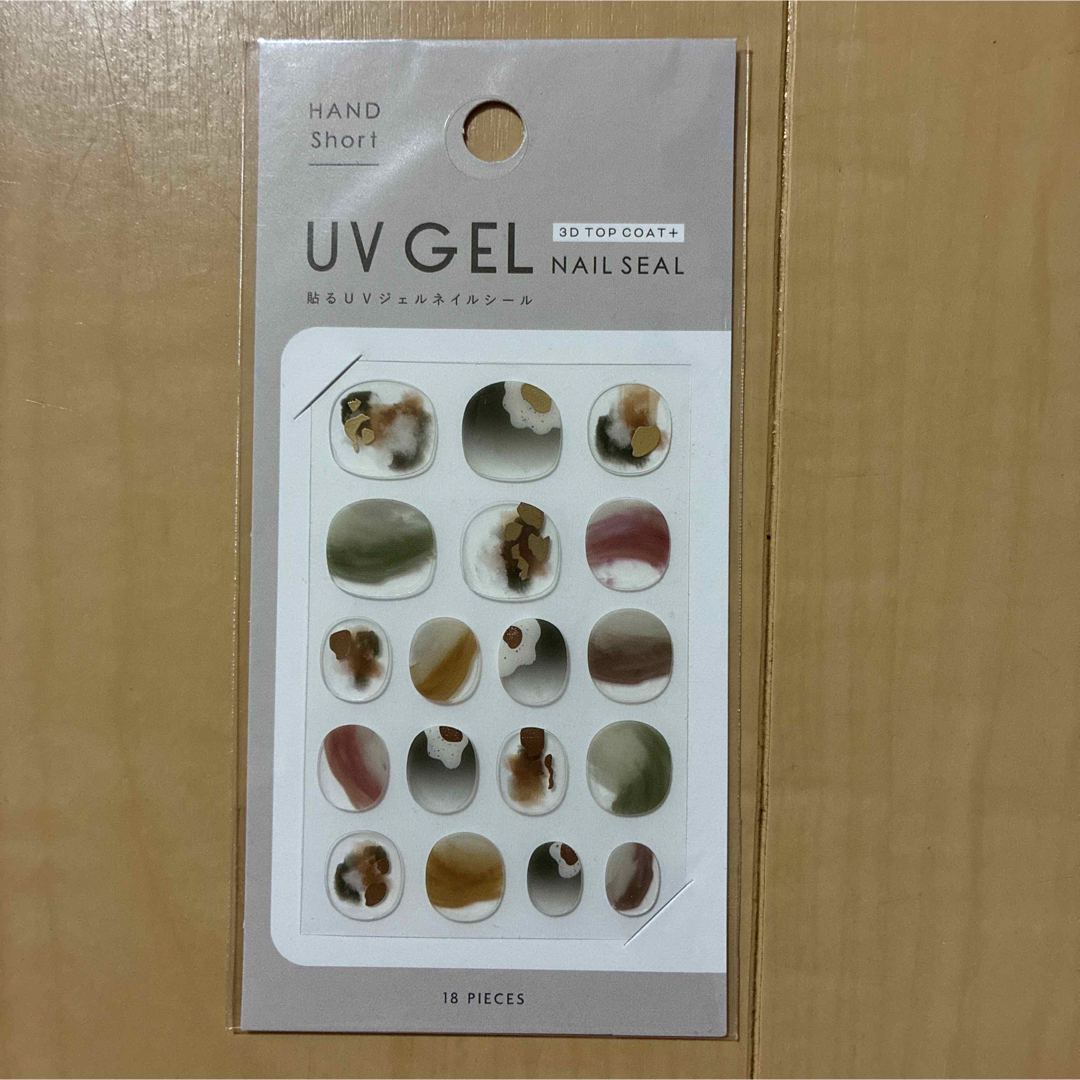 HAND
Short
UV GEL
3D TOP COAT+
NAIL SEAL
貼るUVジェルネイルシール
18 PIECES